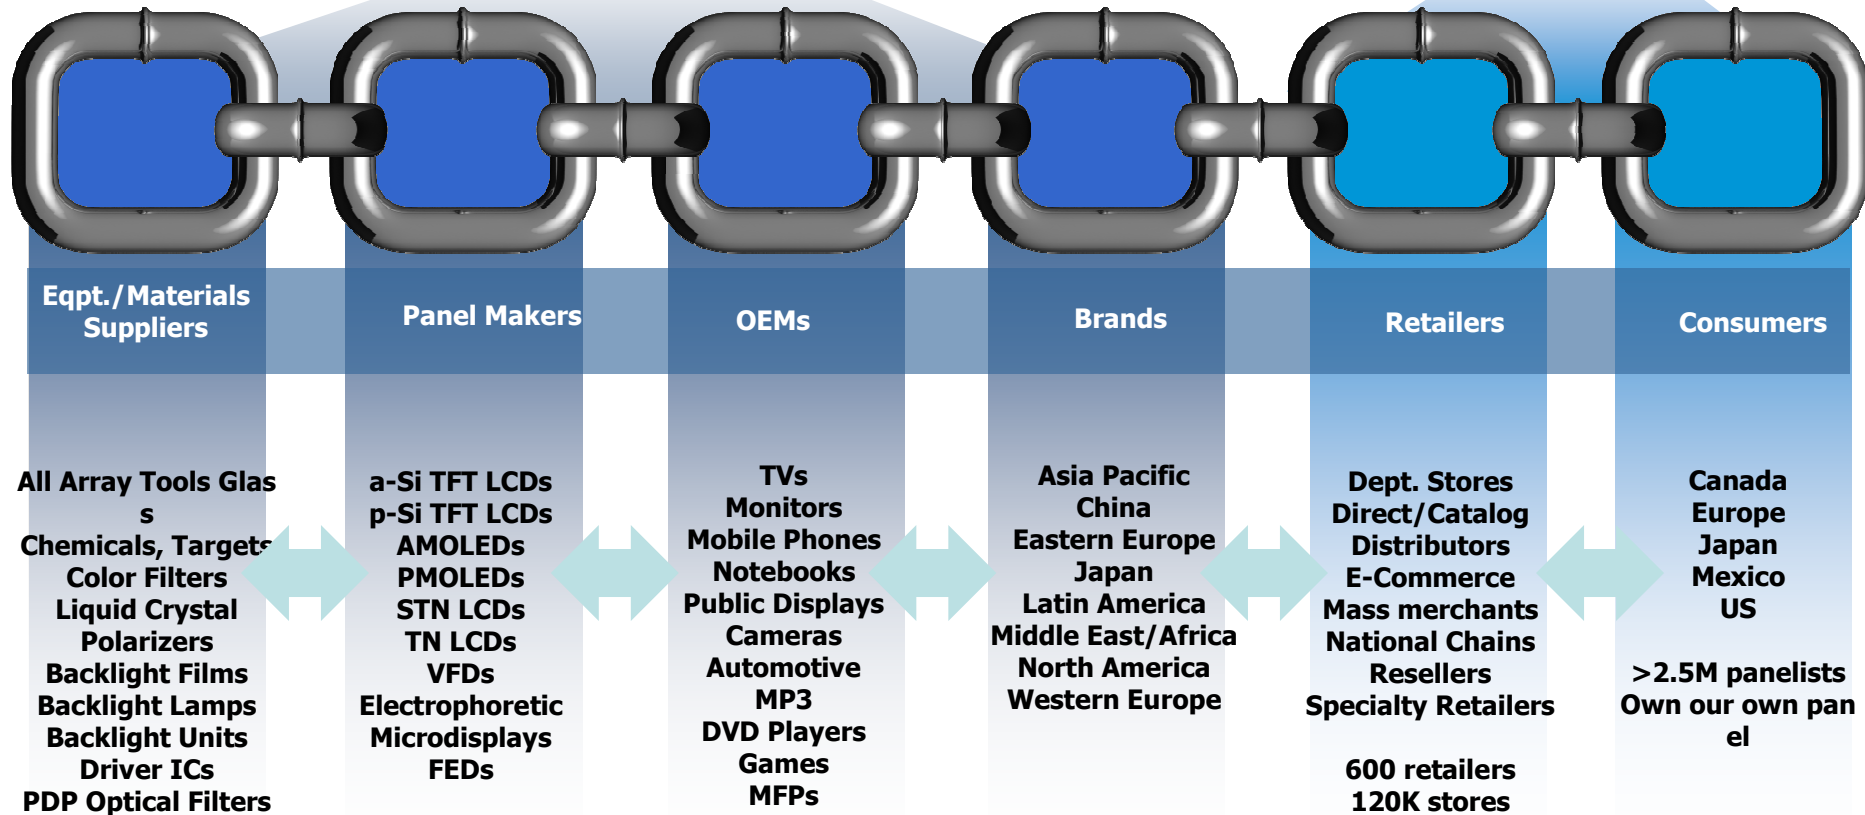 Eqpt./Materials
Suppliers
Panel Makers
OEMs
Brands
Retailers
Consumers
All Array Tools Glas
s
Chemicals, Targets
Color Filters
Liquid Crystal
Polarizers
Backlight Films
Backlight Lamps
Backlight Units
Driver ICs
PDP Optical Filters
a-Si TFT LCDs
p-Si TFT LCDs
AMOLEDs
PMOLEDs
STN LCDs
TN LCDs
VFDs
Electrophoretic
Microdisplays
FEDs
TVs
Monitors
Mobile Phones
Notebooks
Public Displays
Cameras
Automotive
MP3
DVD Players
Games
MFPs
Asia Pacific
China
Eastern Europe
Japan
Latin America
Middle East/Africa
North America
Western Europe
Dept. Stores
Direct/Catalog
Distributors
E-Commerce
Mass merchants
National Chains
Resellers
Specialty Retailers
600 retailers
120K stores
Canada
Europe
Japan
Mexico
US
>2.5M panelists
Own our own pan
el